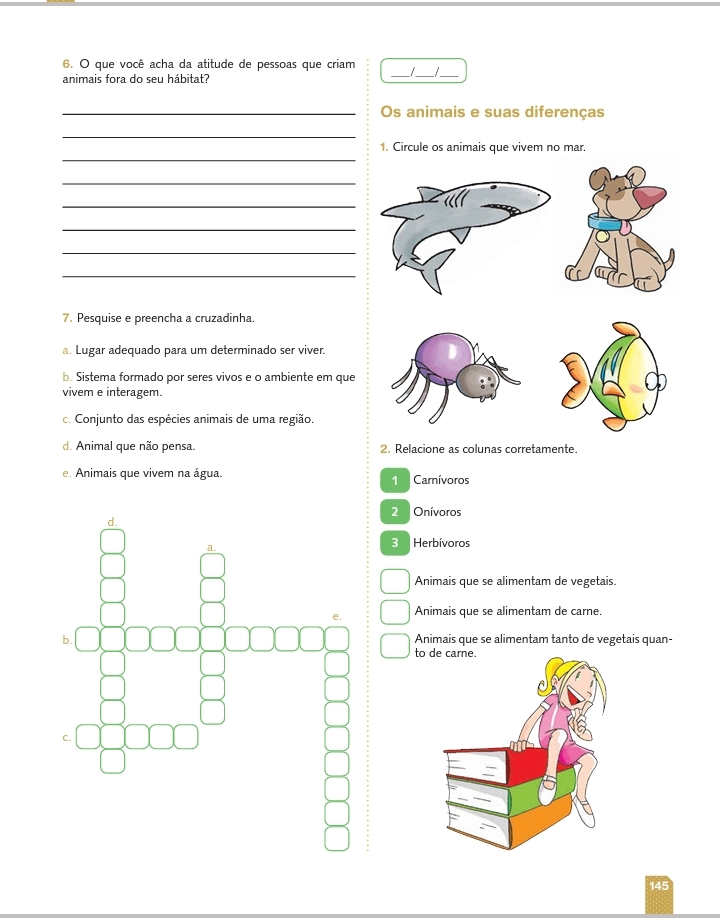 6. O que você acha da atitude de pessoas que criam
animais fora do seu hábitat?
7. Pesquise e preencha a cruzadinha.
a. Lugar adequado para um determinado ser viver.
b. Sistema formado por seres vivos e o ambiente em que
vivem e interagem.
c. Conjunto das espécies animais de uma região.
d. Animal que não pensa.
e. Animais que vivem na água.
d.
a.
e.
b.
c.
___/___/___
Os animais e suas diferenças
1. Circule os animais que vivem no mar.
2. Relacione as colunas corretamente.
1 Carnívoros
2 Onívoros
3 Herbívoros
Animais que se alimentam de vegetais.
Animais que se alimentam de carne.
Animais que se alimentam tanto de vegetais quan-
to de carne.
145